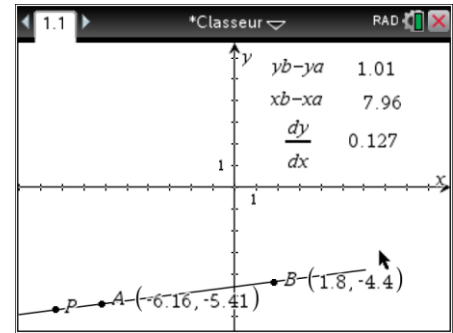 1.1 *Classeur RAD
y
yb−ya 1.01
xb−xa 7.96
dy
dx
0.127
x
1
1
P A (-6.16, -5.41) B (1.8, -4.4)